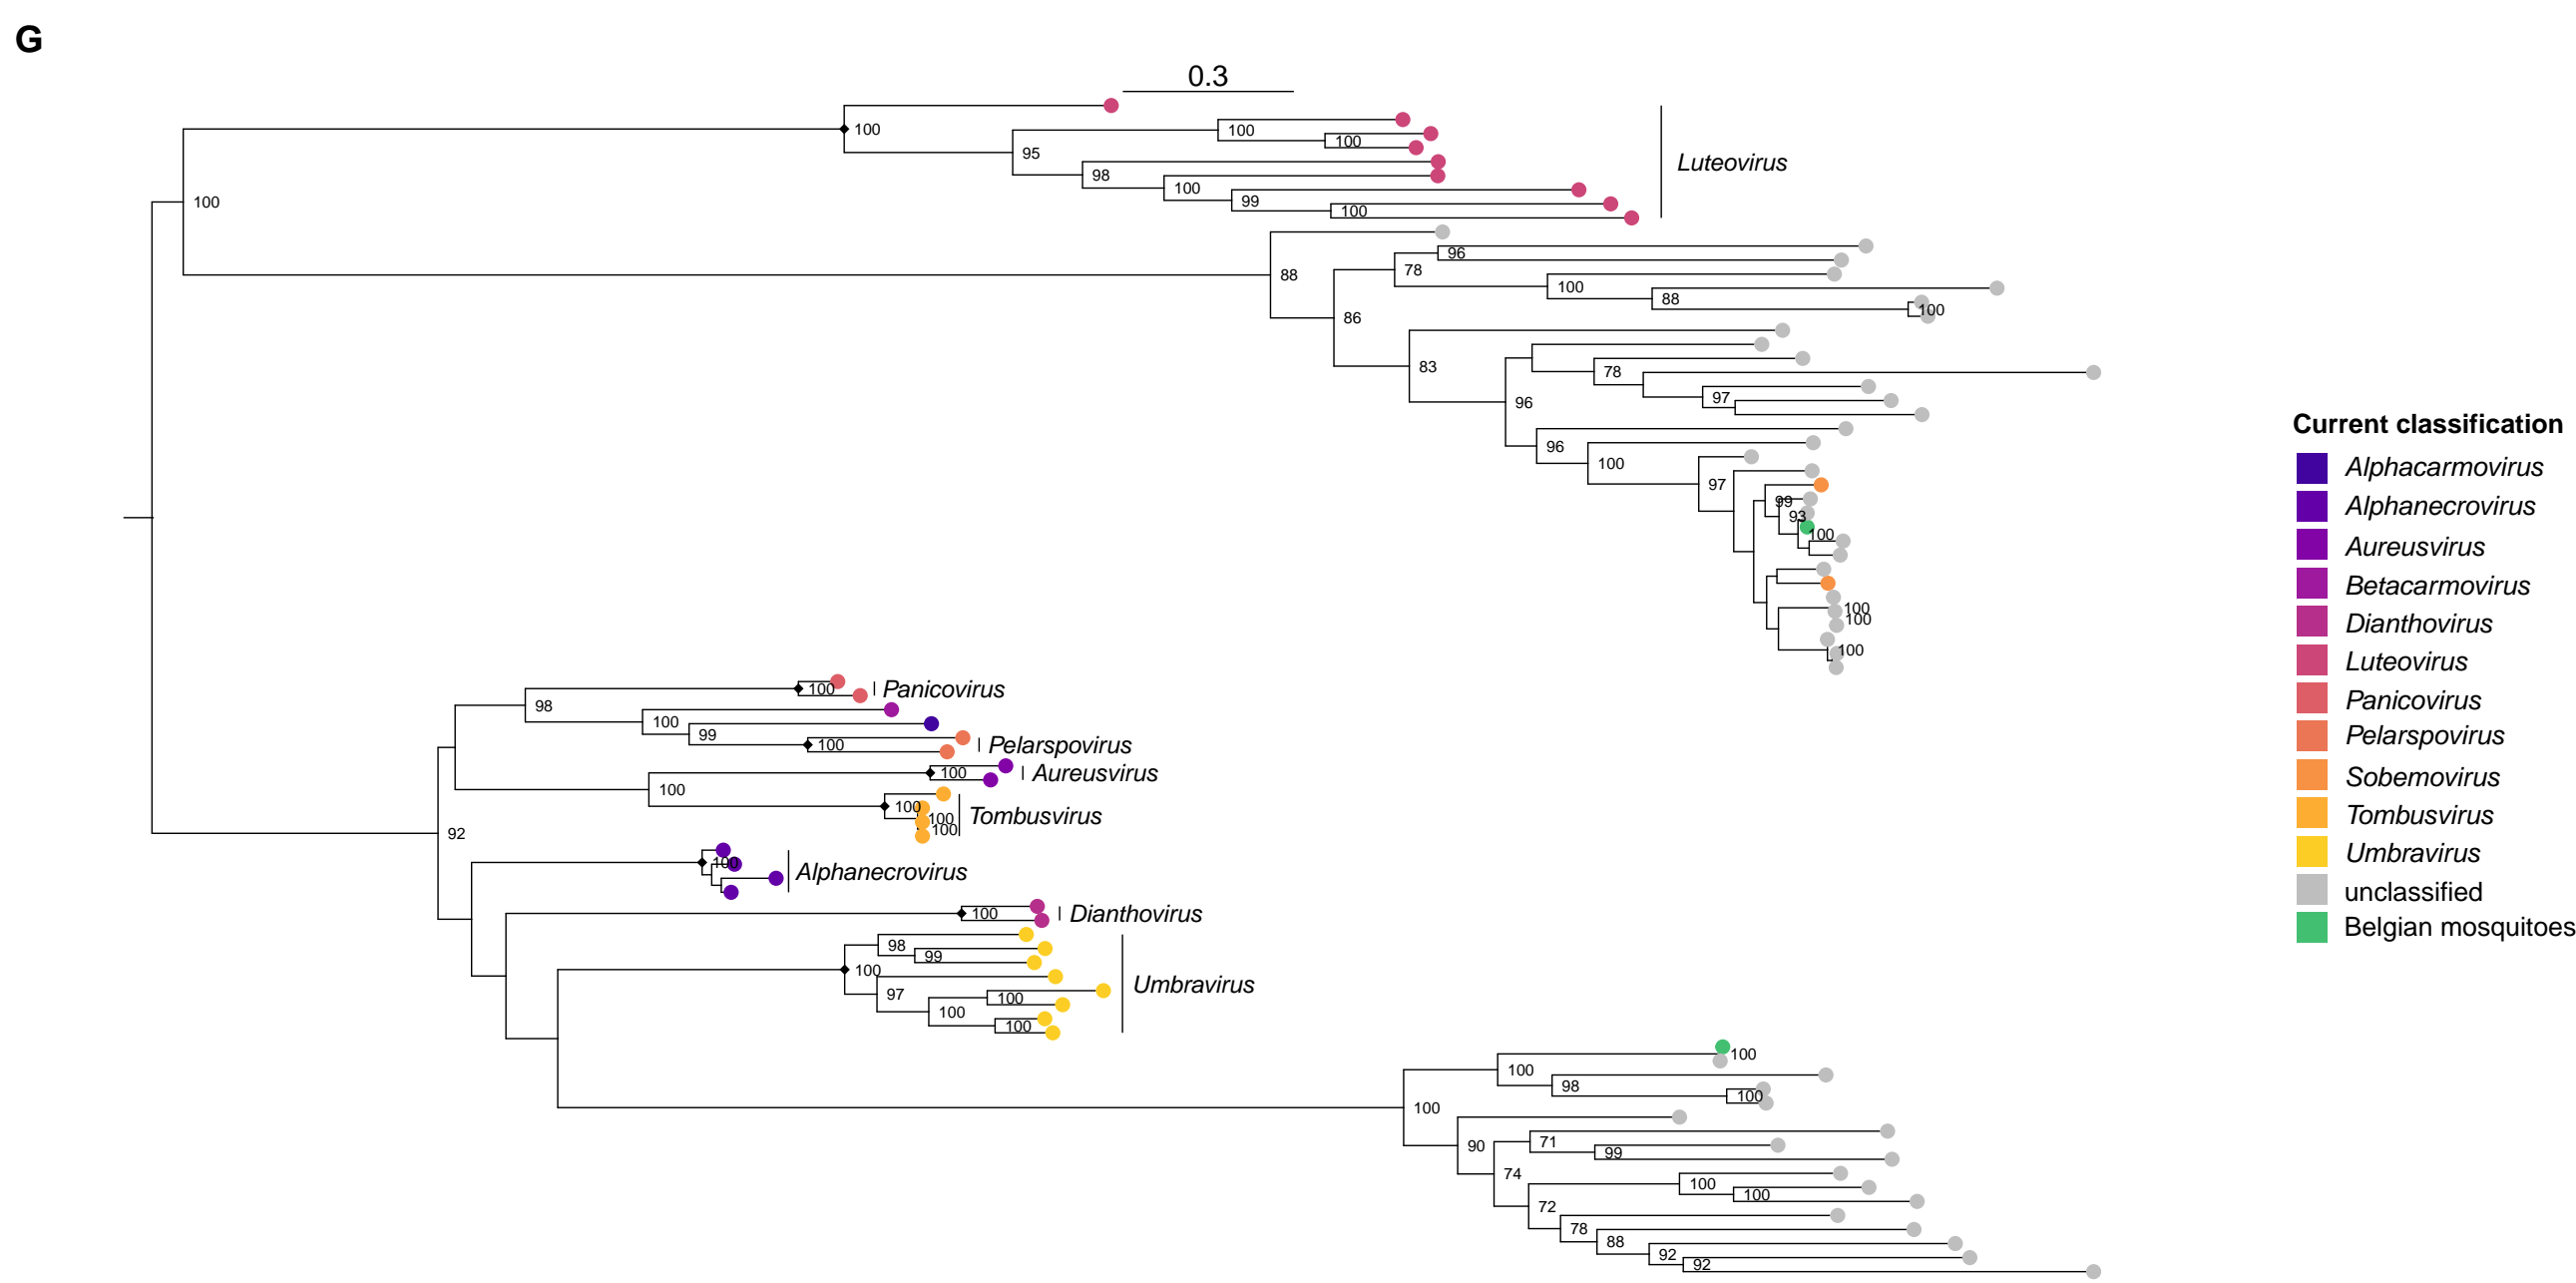 G
0.3
100
100
100
95
Luteovirus
98
100
99
100
100
88
96
78
100
88
100
86
83
78
97
96
96
100
97
99
93
100
100
100
100
100
Panicovirus
98
100
99
100
Pelarspovirus
100
Aureusvirus
100
100
100
100
Tombusvirus
92
100
Alphanecrovirus
100
Dianthovirus
98
99
100
97
100
100
100
Umbravirus
100
100
98
100
100
90
71
99
74
100
100
72
78
88
92
92
Current classification
Alphacarmovirus
Alphanecrovirus
Aureusvirus
Betacarmovirus
Dianthovirus
Luteovirus
Panicovirus
Pelarspovirus
Sobemovirus
Tombusvirus
Umbravirus
unclassified
Belgian mosquitoes